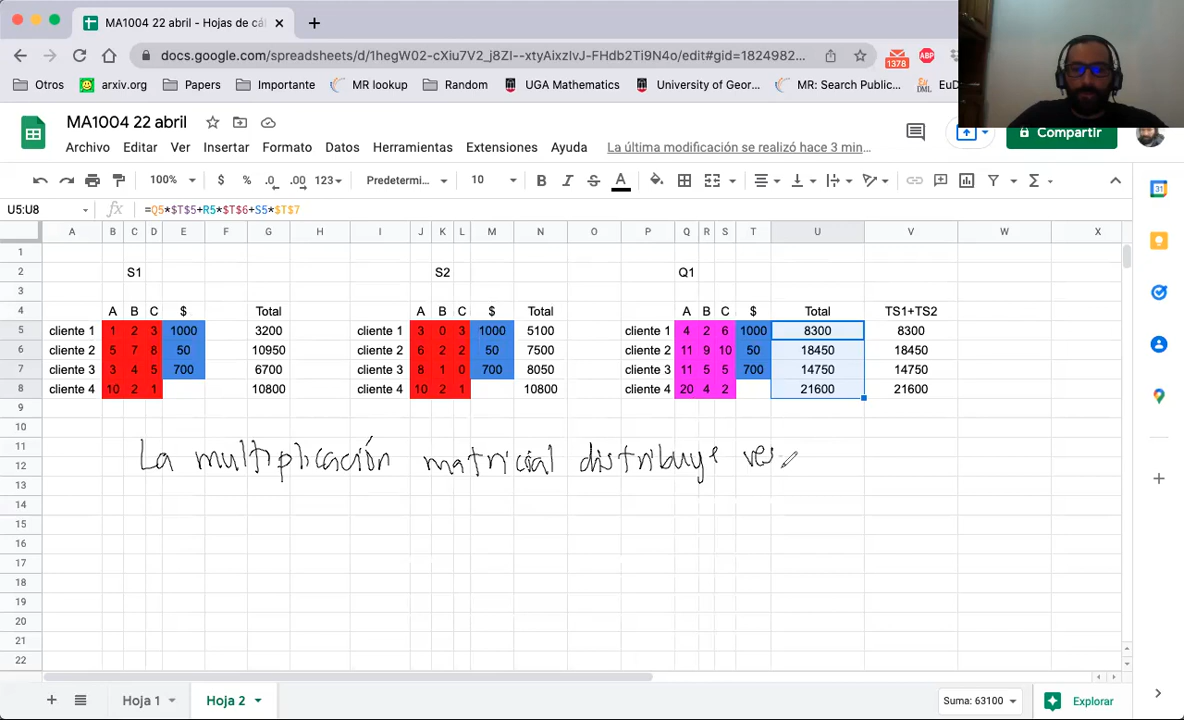 MA1004 22 abril - Hojas de cál
docs.google.com/spreadsheets/d/1hegW02-cXiu7V2_j8ZI--xtyAixzIvJ-FHdb2Ti9N4o/edit#gid=1824982...
1378
ABP
Otros arxiv.org Papers Importante MR lookup Random UGA Mathematics University of Geor... MR: Search Public... EuD
MA1004 22 abril
Compartir
Archivo Editar Ver Insertar Formato Datos Herramientas Extensiones Ayuda La última modificación se realizó hace 3 min...
100% $ % .0 .00 123 Predetermi... 10 B I S A
U5:U8 fx =Q5*$T$5+R5*$T$6+S5*$T$7
A B C D E F G H I J K L M N O P Q R S T U V W X
1
2 S1 S2 Q1
3
4 A B C $ Total A B C $ Total A B C $ Total TS1+TS2
5 cliente 1 1 2 3 1000 3200 cliente 1 3 0 3 1000 5100 cliente 1 4 2 6 1000 8300 8300
6 cliente 2 5 7 8 50 10950 cliente 2 6 2 2 50 7500 cliente 2 11 9 10 50 18450 18450
7 cliente 3 3 4 5 700 6700 cliente 3 8 1 0 700 8050 cliente 3 11 5 5 700 14750 14750
8 cliente 4 10 2 1 10800 cliente 4 10 2 1 10800 cliente 4 20 4 2 21600 21600
9
10
11
12 La multiplicación matricial distribuye res
13
14
15
16
17
18
19
20
21
22
Hoja 1 Hoja 2 Suma: 63100 Explorar